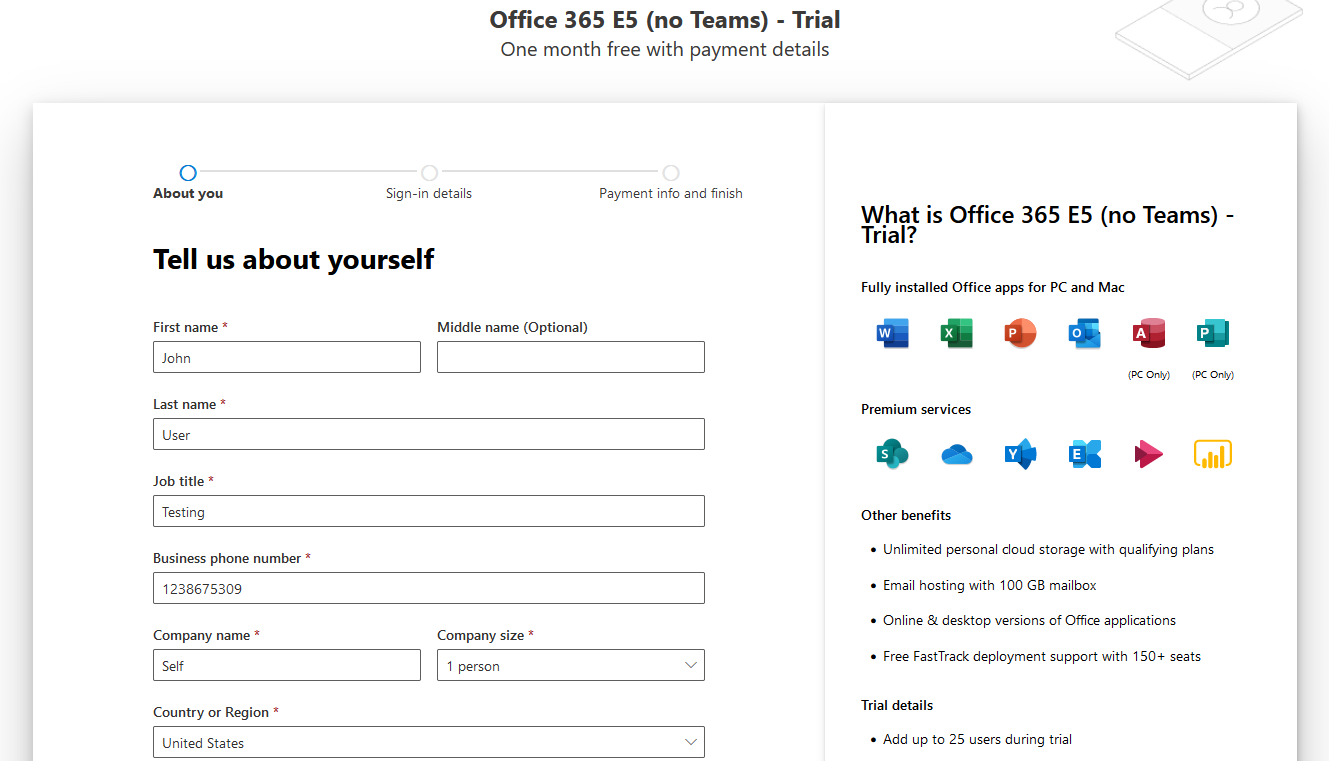 Office 365 E5 (no Teams) - Trial
One month free with payment details
About you
Sign-in details
Payment info and finish
Tell us about yourself
First name *
Middle name (Optional)
John
Last name *
User
Job title *
Testing
Business phone number *
1238675309
Company name *
Company size *
Self
1 person
Country or Region *
United States
What is Office 365 E5 (no Teams) -
Trial?
Fully installed Office apps for PC and Mac
W
X
P
O
A
P
(PC Only)
(PC Only)
Premium services
S
Y
E
Other benefits
• Unlimited personal cloud storage with qualifying plans
• Email hosting with 100 GB mailbox
• Online & desktop versions of Office applications
• Free FastTrack deployment support with 150+ seats
Trial details
• Add up to 25 users during trial